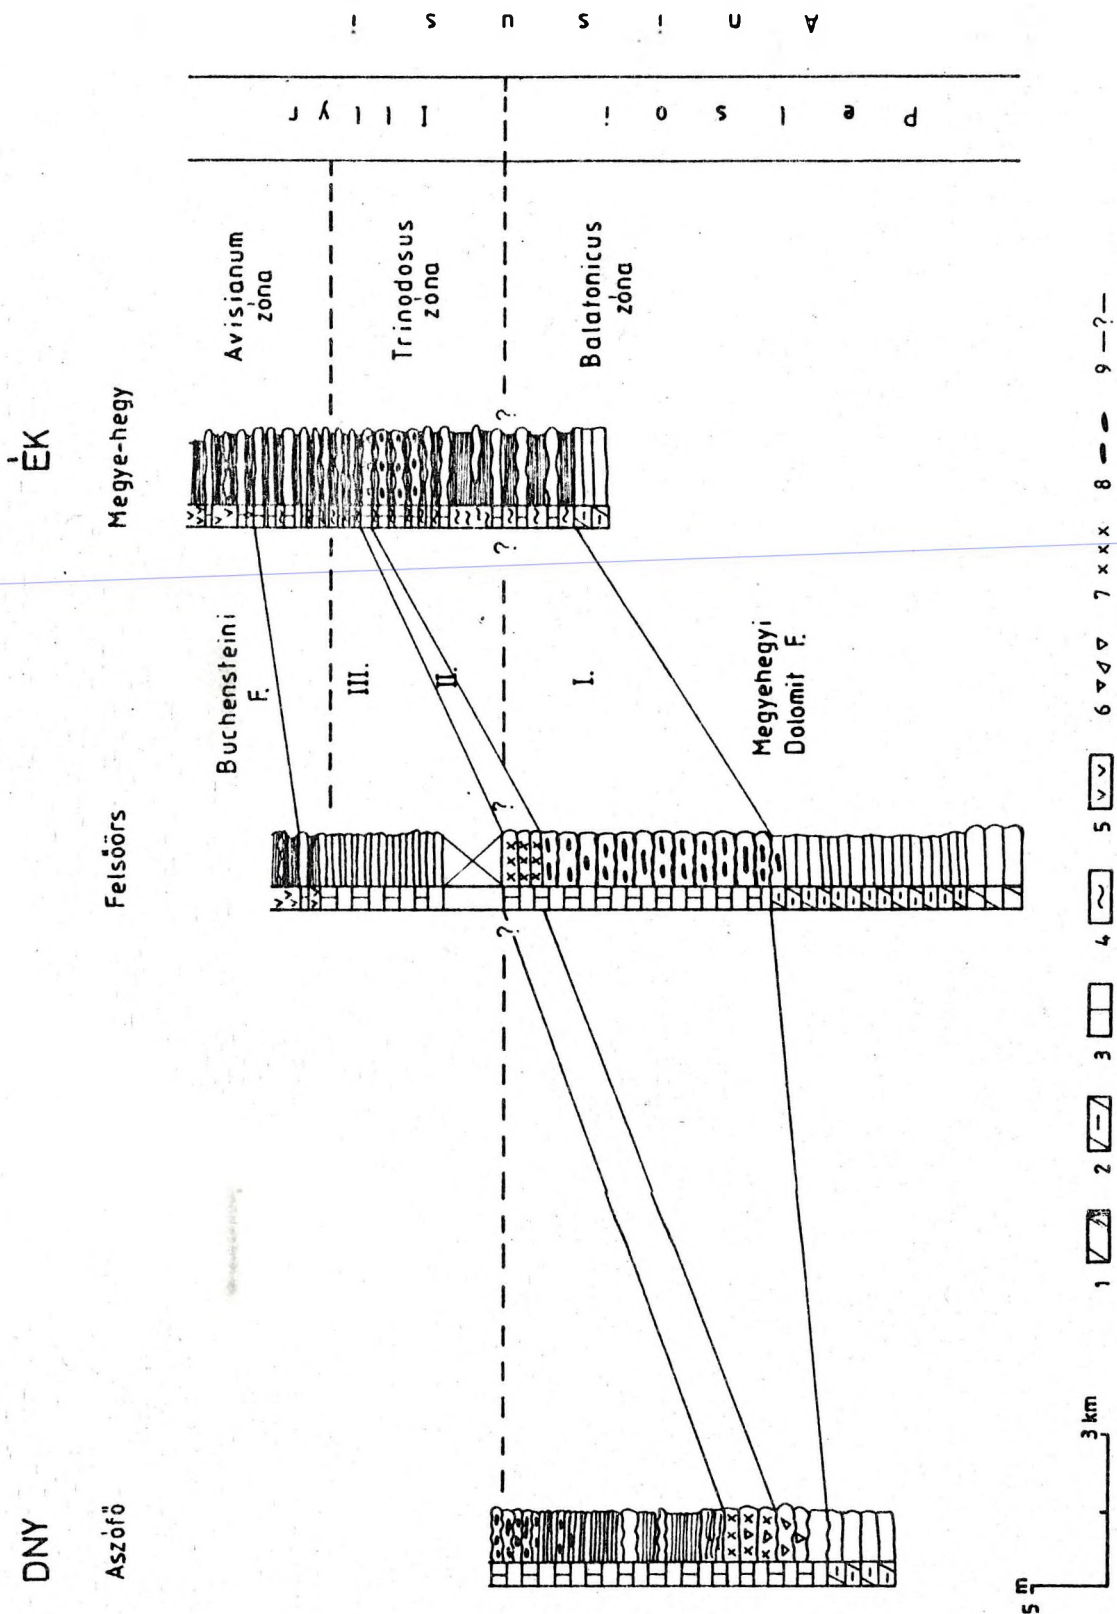 DNY
ÉK
Aszófő
Felsőörs
Megye-hegy
Buchensteini
F.
Avisianum
zóna
Illyr
III.
Trinodosus
zóna
II.
?
?
?
?
I.
Balatonicus
zóna
Pelsoi
Anisusi
Megyehegyi
Dolomit F.
5 m
3 km
1 2 3 4 5 6 7 x x x 8 9 —?—